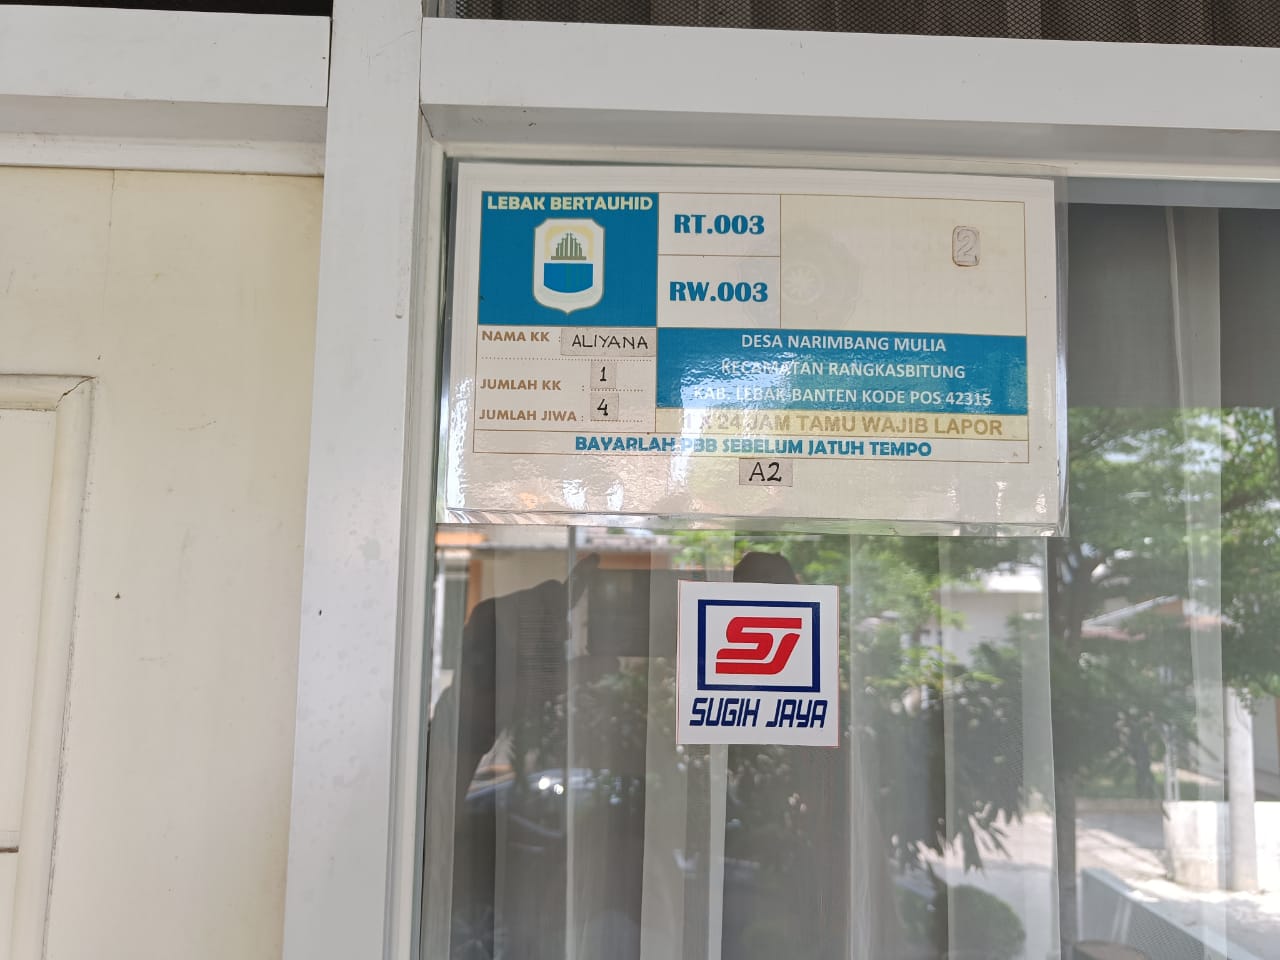 LEBAK BERTAUHID
RT.003
2
RW.003
NAMA KK : ALIYANA
JUMLAH KK : 1
JUMLAH JIWA : 4
DESA NARIMBANG MULIA
KECAMATAN RANGKASBITUNG
KAB. LEBAK-BANTEN KODE POS 42315
1 X 24 JAM TAMU WAJIB LAPOR
BAYARLAH PBB SEBELUM JATUH TEMPO
A2
SJ
SUGIH JAYA